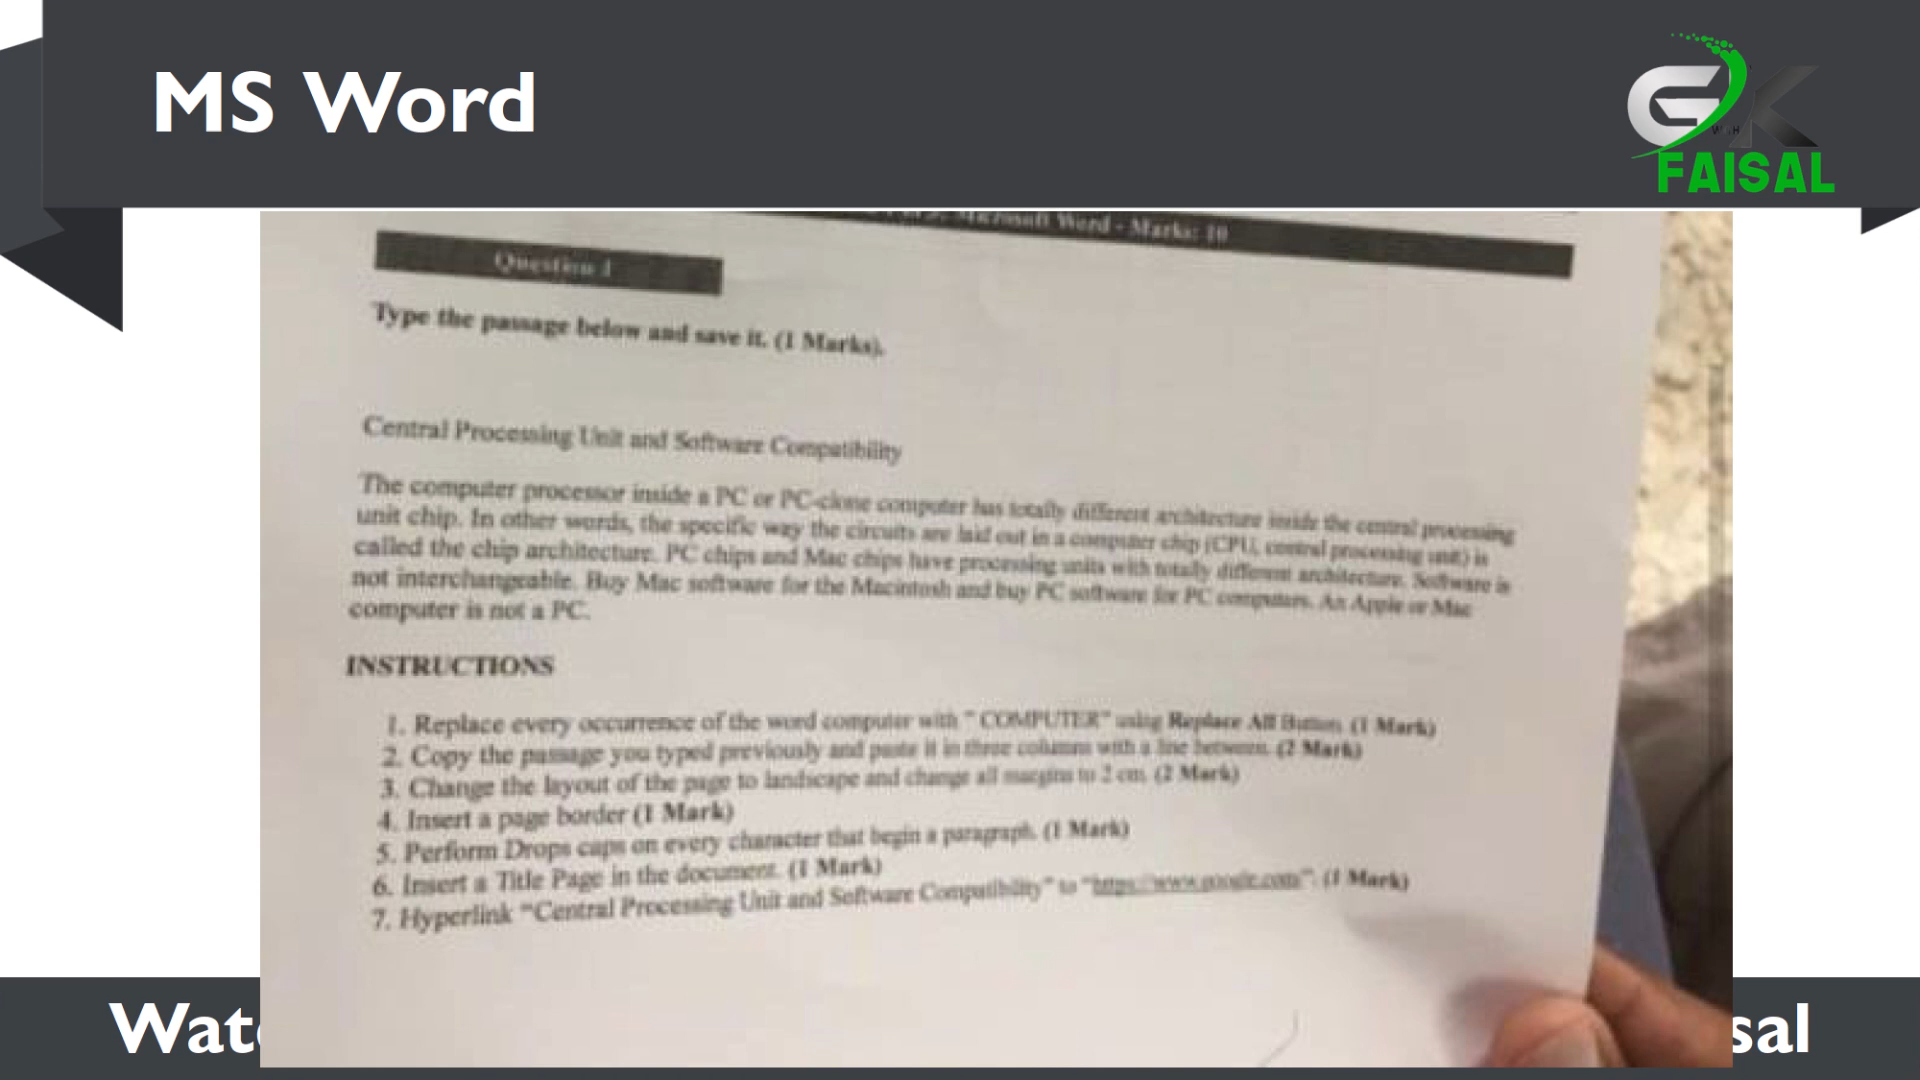 MS Word
GK
WITH
FAISAL
Microsoft Word - Marks: 10
Question 1
Type the passage below and save it. (1 Marks).
Central Processing Unit and Software Compatibility
The computer processor inside a PC or PC-clone computer has totally different architecture inside the central processing
unit chip. In other words, the specific way the circuits are laid out in a computer chip (CPU, central processing unit) is
called the chip architecture. PC chips and Mac chips have processing units with totally different architecture. Software is
not interchangeable. Buy Mac software for the Macintosh and buy PC software for PC computers. An Apple or Mac
computer is not a PC.
INSTRUCTIONS
1. Replace every occurrence of the word computer with " COMPUTER" using Replace All Button. (1 Mark)
2. Copy the passage you typed previously and paste it in three columns with a line between. (2 Mark)
3. Change the layout of the page to landscape and change all margins to 2 cm. (2 Mark)
4. Insert a page border (1 Mark)
5. Perform Drops caps on every character that begin a paragraph. (1 Mark)
6. Insert a Title Page in the document. (1 Mark)
7. Hyperlink "Central Processing Unit and Software Compatibility" to "https://www.google.com". (1 Mark)
Wat
sal